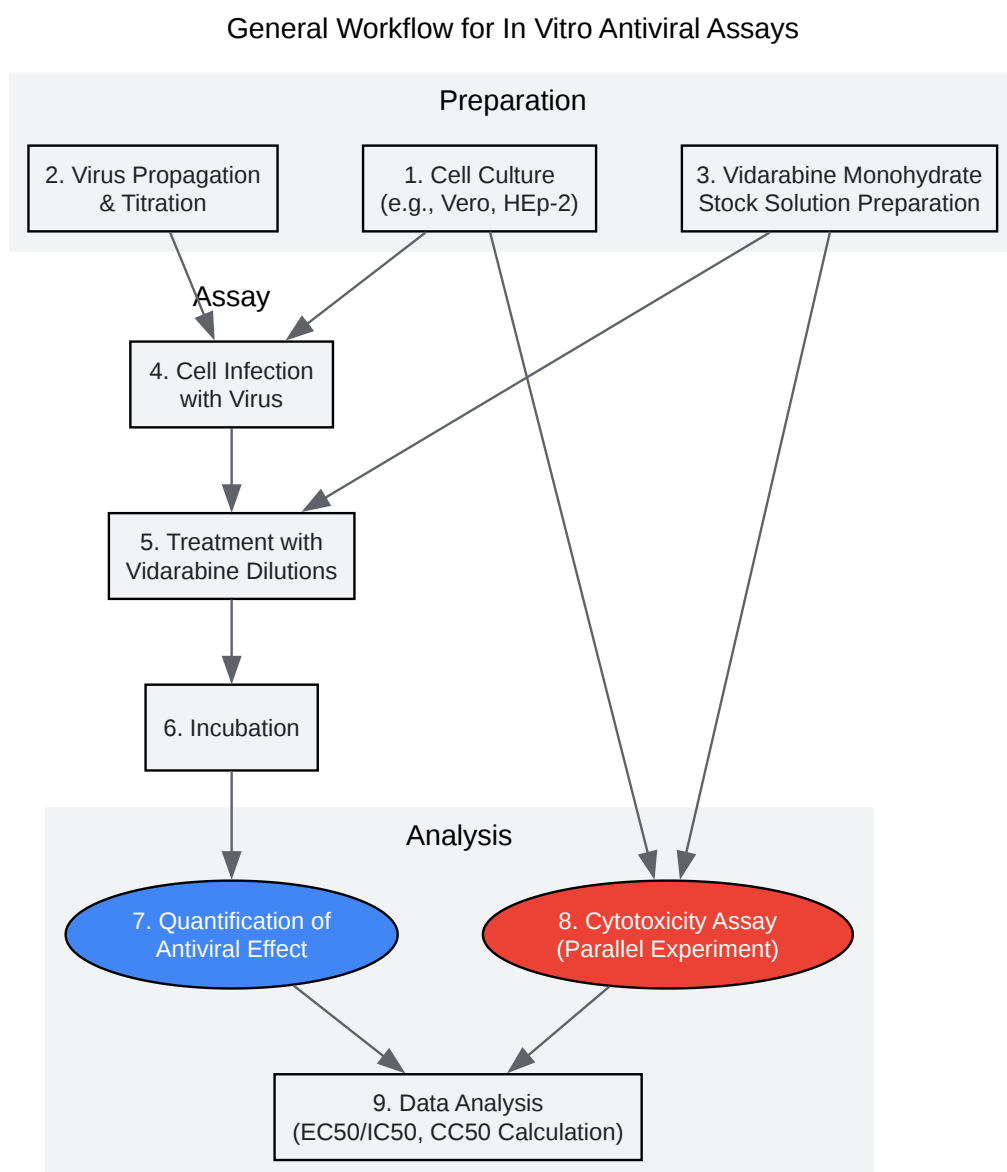 General Workflow for In Vitro Antiviral Assays
Preparation
2. Virus Propagation
& Titration
1. Cell Culture
(e.g., Vero, HEp-2)
3. Vidarabine Monohydrate
Stock Solution Preparation
Assay
4. Cell Infection
with Virus
5. Treatment with
Vidarabine Dilutions
6. Incubation
Analysis
7. Quantification of
Antiviral Effect
8. Cytotoxicity Assay
(Parallel Experiment)
9. Data Analysis
(EC50/IC50, CC50 Calculation)